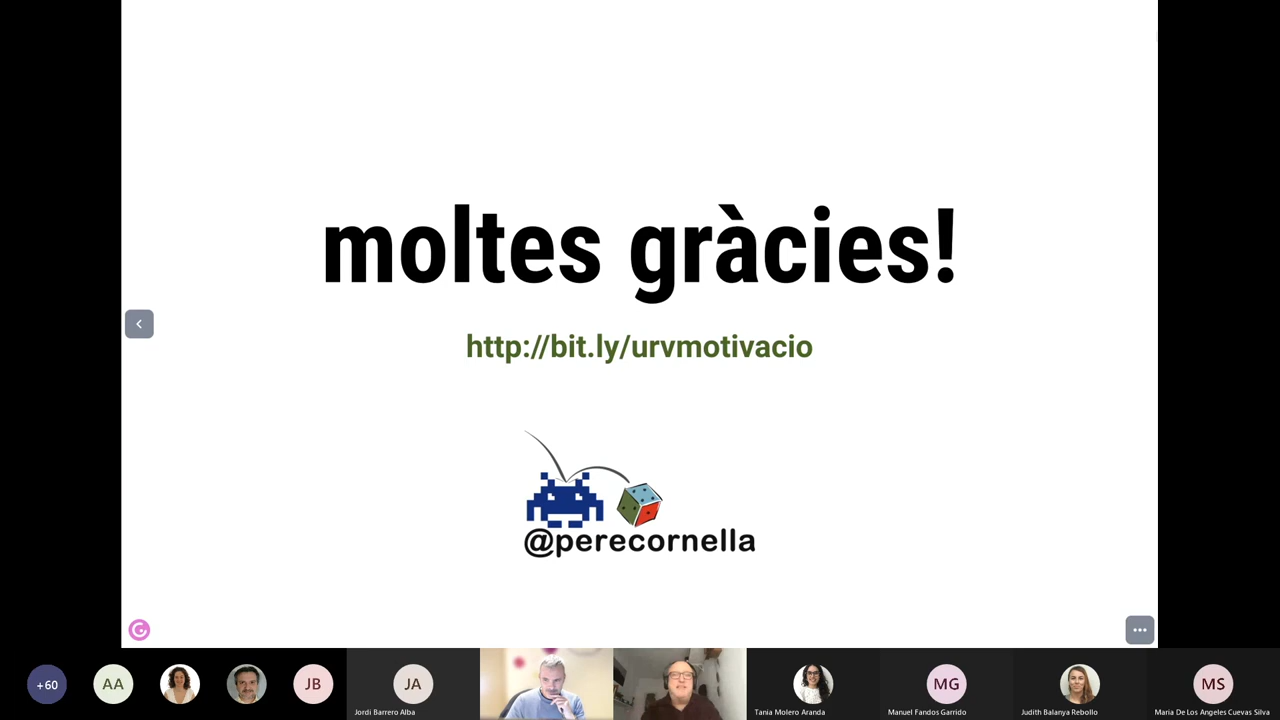 moltes gràcies!
http://bit.ly/urvmotivacio
@perecornella
+60
AA
JB
JA
Jordi Barrero Alba
Tania Molero Aranda
MG
Manuel Fandos Garrido
Judith Balanya Rebollo
MS
Maria De Los Angeles Cuevas Silva